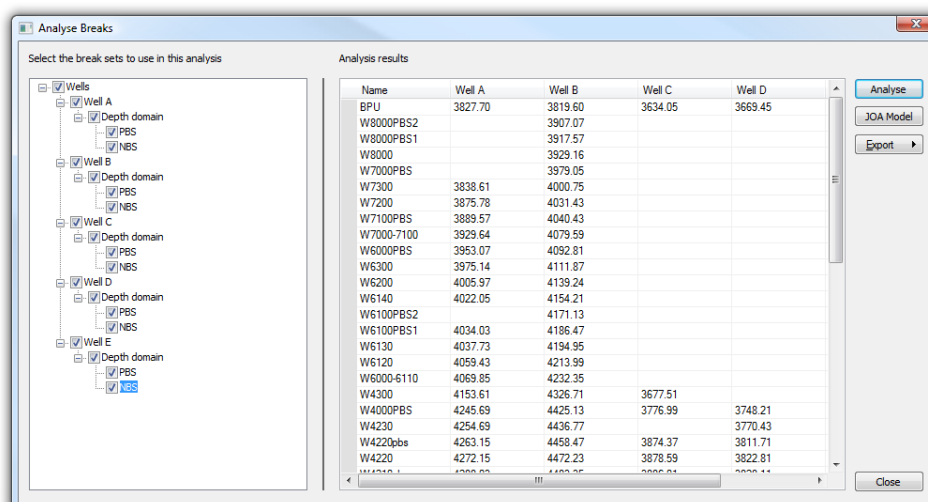 Analyse Breaks
Select the break sets to use in this analysis
Wells
Well A
Depth domain
PBS
NBS
Well B
Depth domain
PBS
NBS
Well C
Depth domain
PBS
NBS
Well D
Depth domain
PBS
NBS
Well E
Depth domain
PBS
NBS
Analysis results
Name Well A Well B Well C Well D
BPU 3827.70 3819.60 3634.05 3669.45
W8000PBS2 3907.07
W8000PBS1 3917.57
W8000 3929.16
W7000PBS 3979.05
W7300 3838.61 4000.75
W7200 3875.78 4031.43
W7100PBS 3889.57 4040.43
W7000-7100 3929.64 4079.59
W6000PBS 3953.07 4092.81
W6300 3975.14 4111.87
W6200 4005.97 4139.24
W6140 4022.05 4154.21
W6100PBS2 4171.13
W6100PBS1 4034.03 4186.47
W6130 4037.73 4194.95
W6120 4059.43 4213.99
W6000-6110 4069.85 4232.35
W4300 4153.61 4326.71 3677.51
W4000PBS 4245.69 4425.13 3776.99 3748.21
W4230 4254.69 4436.77 3770.43
W4220pbs 4263.15 4458.47 3874.37 3811.71
W4220 4272.15 4472.23 3878.59 3822.81
Analyse
JOA Model
Export
Close